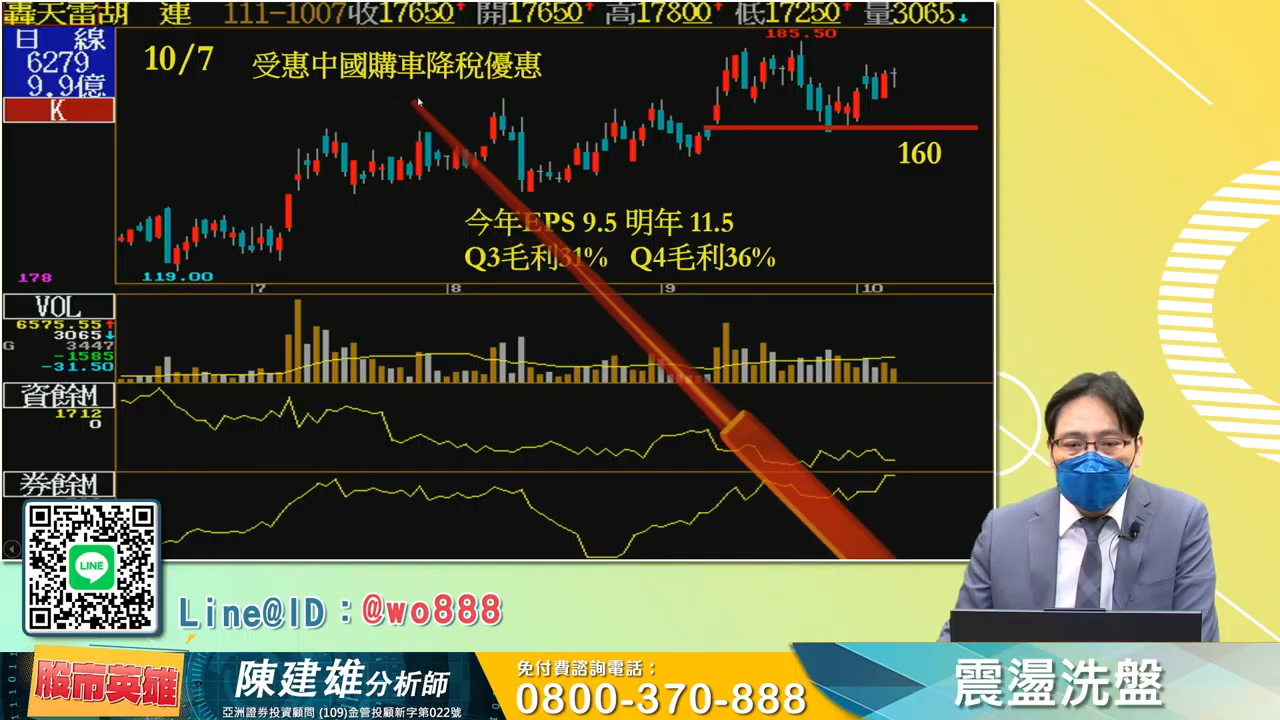 轟天雷胡 連 111-1007收17650↑開17650↑高17800↑低17250↑量3065↓
日 線
6279
9.9億
K
10/7 受惠中國購車降稅優惠
185.50
160
今年EPS 9.5 明年 11.5
Q3毛利31% Q4毛利36%
178
119.00
7 8 9 10
VOL
6575.55↑
3065↓
G 3447
-1585
-31.50
資餘M
1712
0
券餘M
LINE
Line@ID：@wo888
股市英雄
陳建雄分析師
亞洲證券投資顧問 (109)金管投顧新字第022號
免付費諮詢電話：
0800-370-888
震盪洗盤